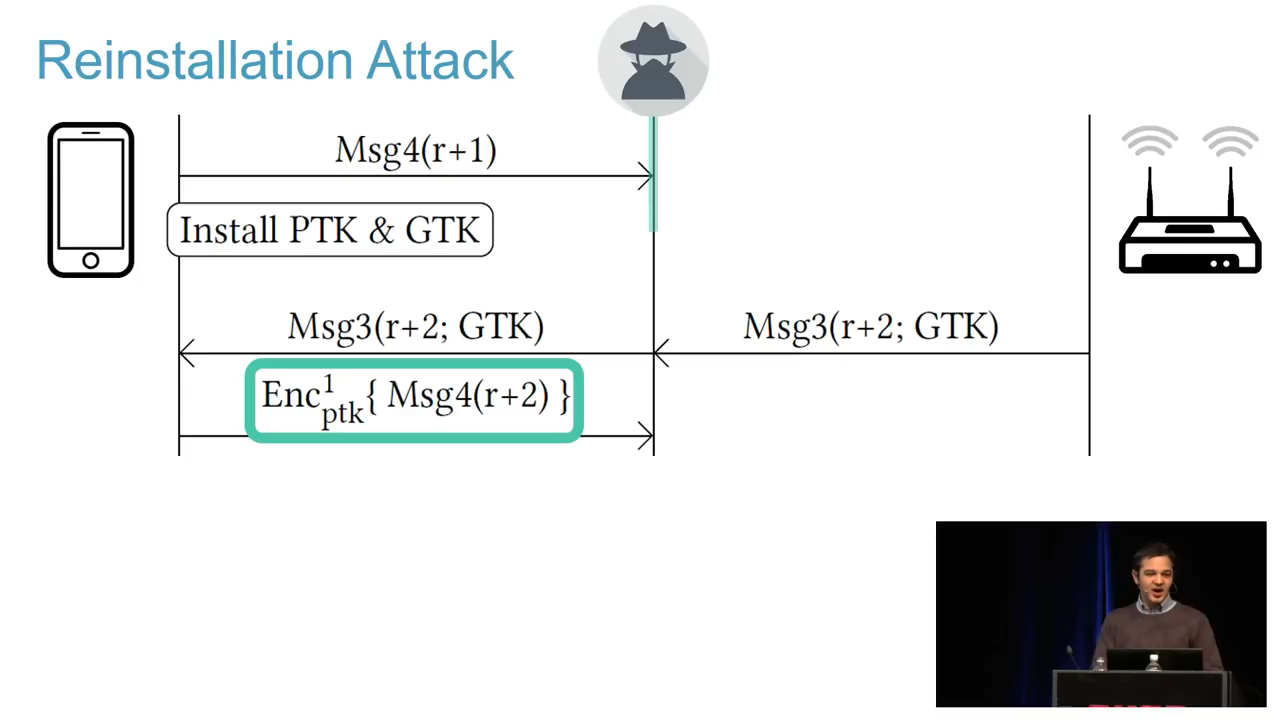 Reinstallation Attack
Msg4(r+1)
Install PTK & GTK
Msg3(r+2; GTK)
Msg3(r+2; GTK)
Enc¹ptk{ Msg4(r+2) }